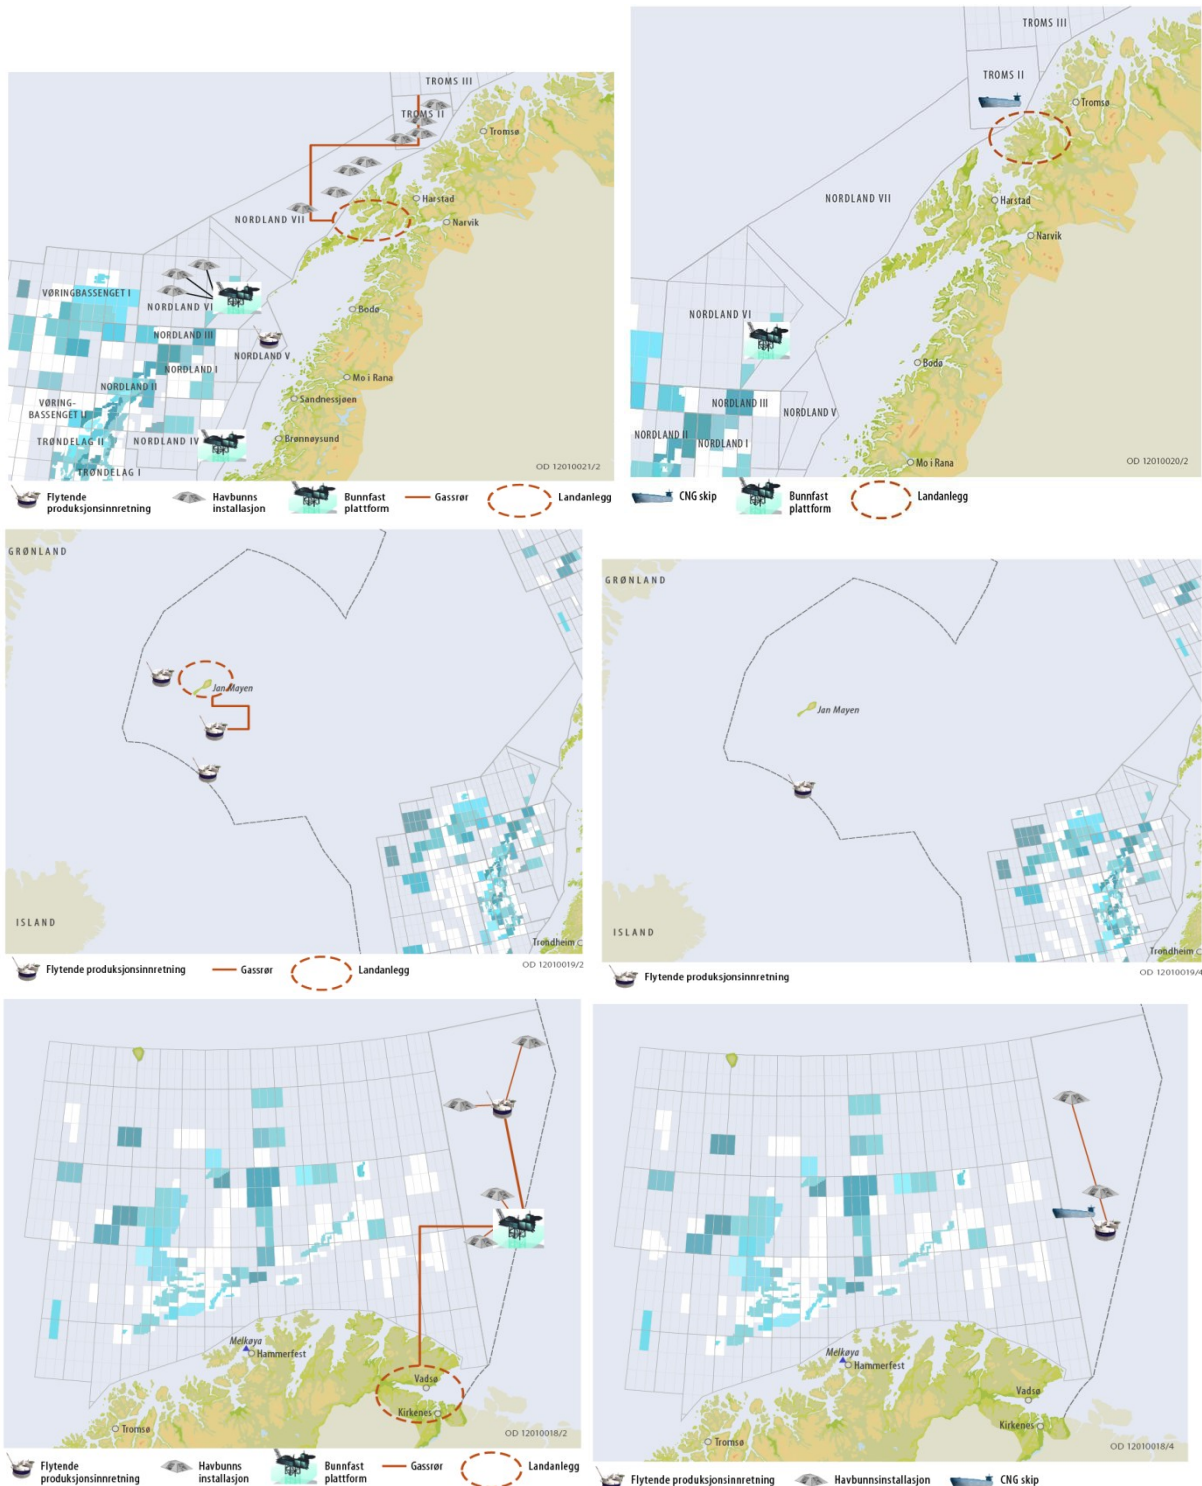 TROMS III
TROMS II
Tromsø
Harstad
NORDLAND VII
Narvik
VØRINGBASSENGET I
NORDLAND VI
Bodø
NORDLAND III
NORDLAND V
NORDLAND I
Mo i Rana
NORDLAND II
VØRING-
BASSENGET II
Sandnessjøen
TRØNDELAG II
NORDLAND IV
Brønnøysund
TRØNDELAG I
OD 12010021/2
Flytende
produksjonsinnretning
Havbunns
installasjon
Bunnfast
plattform
Gassrør
Landanlegg
TROMS III
TROMS II
Tromsø
NORDLAND VII
Harstad
Narvik
NORDLAND VI
Bodø
NORDLAND III
NORDLAND V
NORDLAND II
NORDLAND I
Mo i Rana
OD 12010020/2
CNG skip
Bunnfast
plattform
Landanlegg
GRØNLAND
Jan Mayen
ISLAND
Trondheim
OD 12010019/2
Flytende produksjonsinnretning
Gassrør
Landanlegg
GRØNLAND
Jan Mayen
ISLAND
Trondheim
OD 12010019/4
Flytende produksjonsinnretning
Melkøya
Hammerfest
Vadsø
Kirkenes
Tromsø
OD 12010018/2
Flytende
produksjonsinnretning
Havbunns
installasjon
Bunnfast
plattform
Gassrør
Landanlegg
Melkøya
Hammerfest
Vadsø
Kirkenes
Tromsø
OD 12010018/4
Flytende produksjonsinnretning
Havbunnsinstallasjon
CNG skip